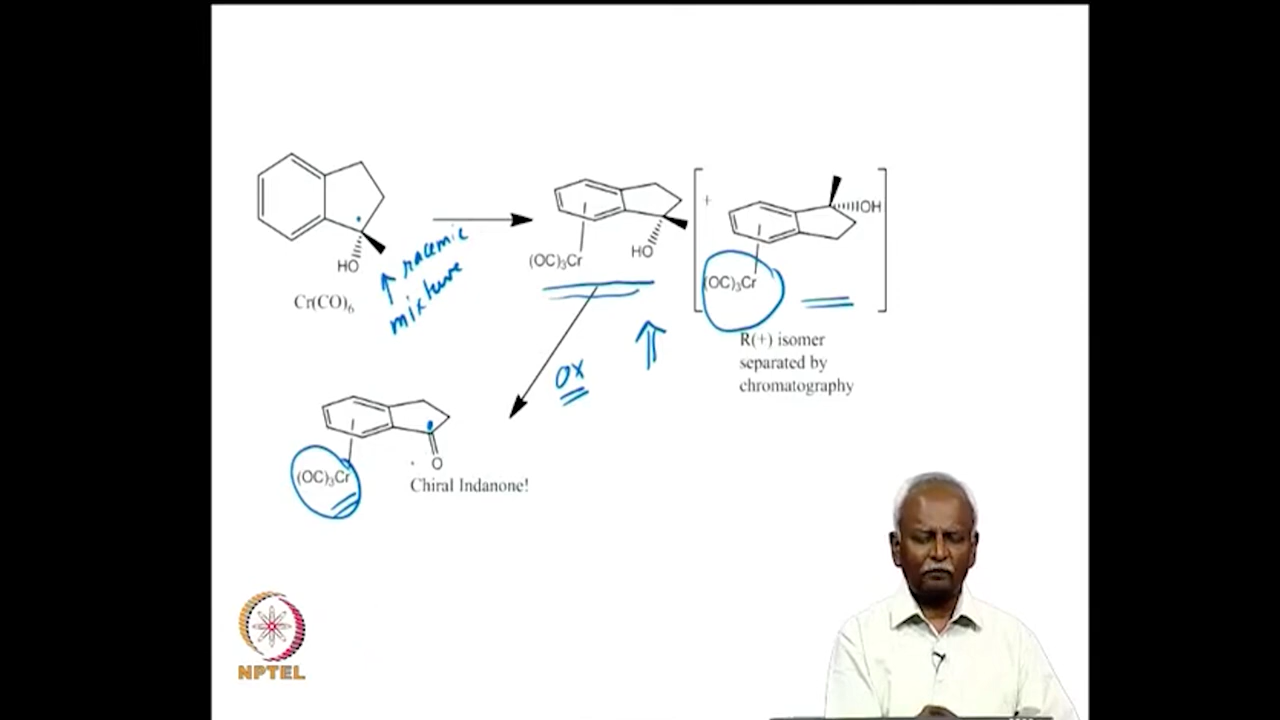 HO
Cr(CO)₆
↑ racemic
mixture
(OC)₃Cr
HO
+
OH
(OC)₃Cr
R(+) isomer
separated by
chromatography
ox
(OC)₃Cr
O
Chiral Indanone!
NPTEL